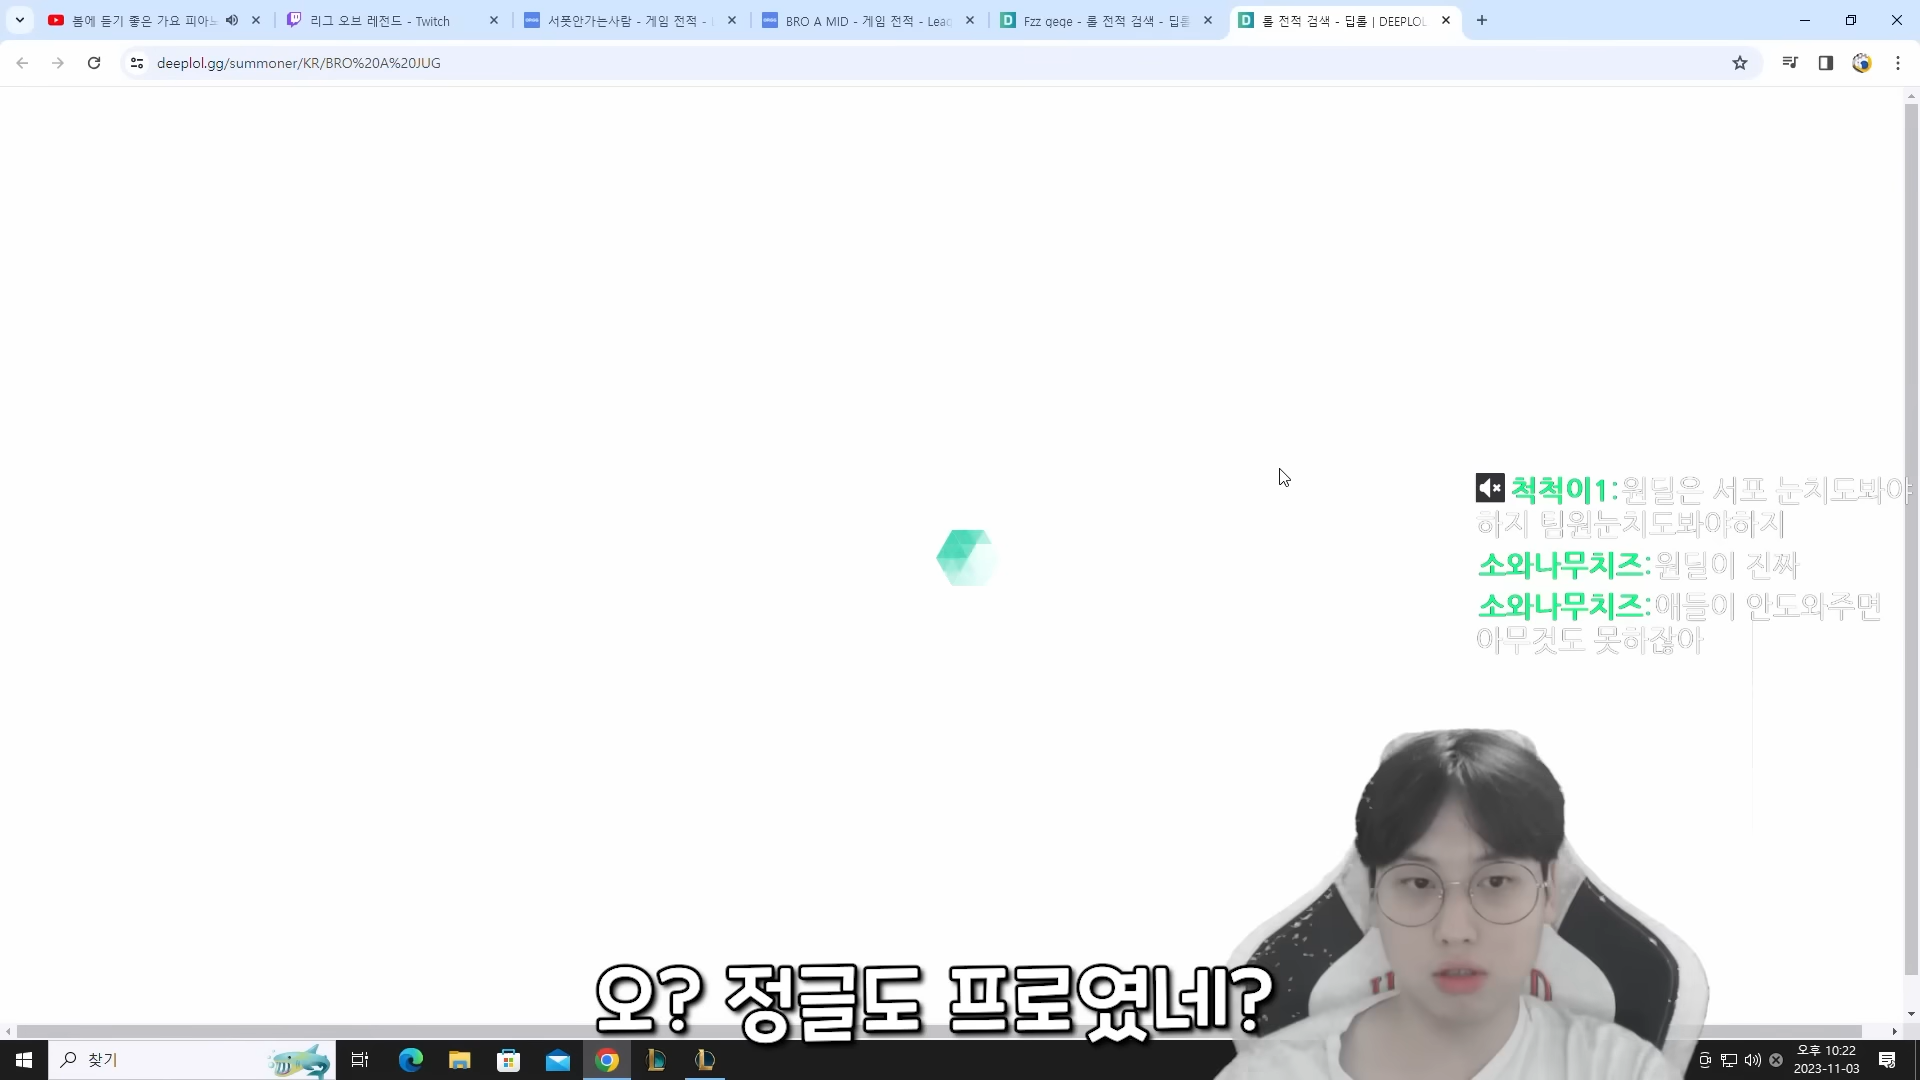 봄에 듣기 좋은 가요 피아노
리그 오브 레전드 - Twitch
서폿안가는사람 - 게임 전적 -
BRO A MID - 게임 전적 - Leag
Fzz qeqe - 롤 전적 검색 - 딥롤
롤 전적 검색 - 딥롤 | DEEPLOL
deeplol.gg/summoner/KR/BRO%20A%20JUG
척척이1:원딜은 서포 눈치도봐야
하지 팀원눈치도봐야하지
소와나무치즈:원딜이 진짜
소와나무치즈:애들이 안도와주면
아무것도 못하잖아
오? 정글도 프로였네?
찾기
오후 10:22
2023-11-03